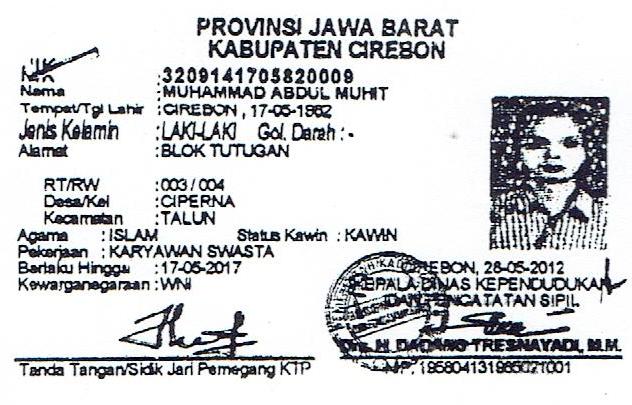 PROVINSI JAWA BARAT
KABUPATEN CIREBON
NIK : 3209141705820009
Nama : MUHAMMAD ABDUL MUHIT
Tempat/Tgl Lahir : CIREBON , 17-05-1982
Jenis Kelamin : LAKI-LAKI Gol. Darah : -
Alamat : BLOK TUTUGAN
RT/RW : 003 / 004
Desa/Kel : CIPERNA
Kecamatan : TALUN
Agama : ISLAM Status Kawin : KAWIN
Pekerjaan : KARYAWAN SWASTA
Berlaku Hingga : 17-05-2017
Kewarganegaraan : WNI
CIREBON, 28-05-2012
KEPALA DINAS KEPENDUDUKAN
DAN PENCATATAN SIPIL
Drs. H. DADANG TRESNAYADI, M.M.
Tanda Tangan/Sidik Jari Pemegang KTP
NIP. 195804131985021001